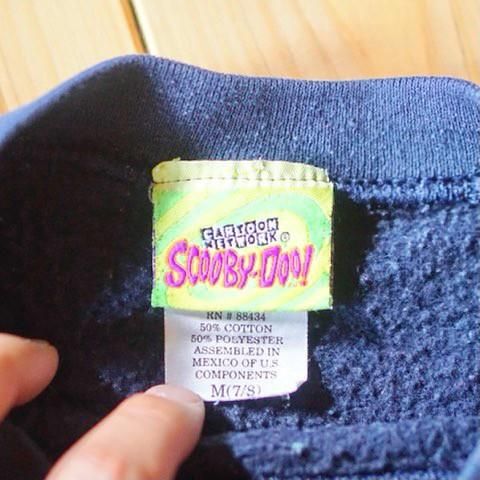 CARTOON
NETWORK
SCOOBY-DOO!
RN # 88434
50% COTTON
50% POLYESTER
ASSEMBLED IN
MEXICO OF U.S
COMPONENTS
M(7/8)